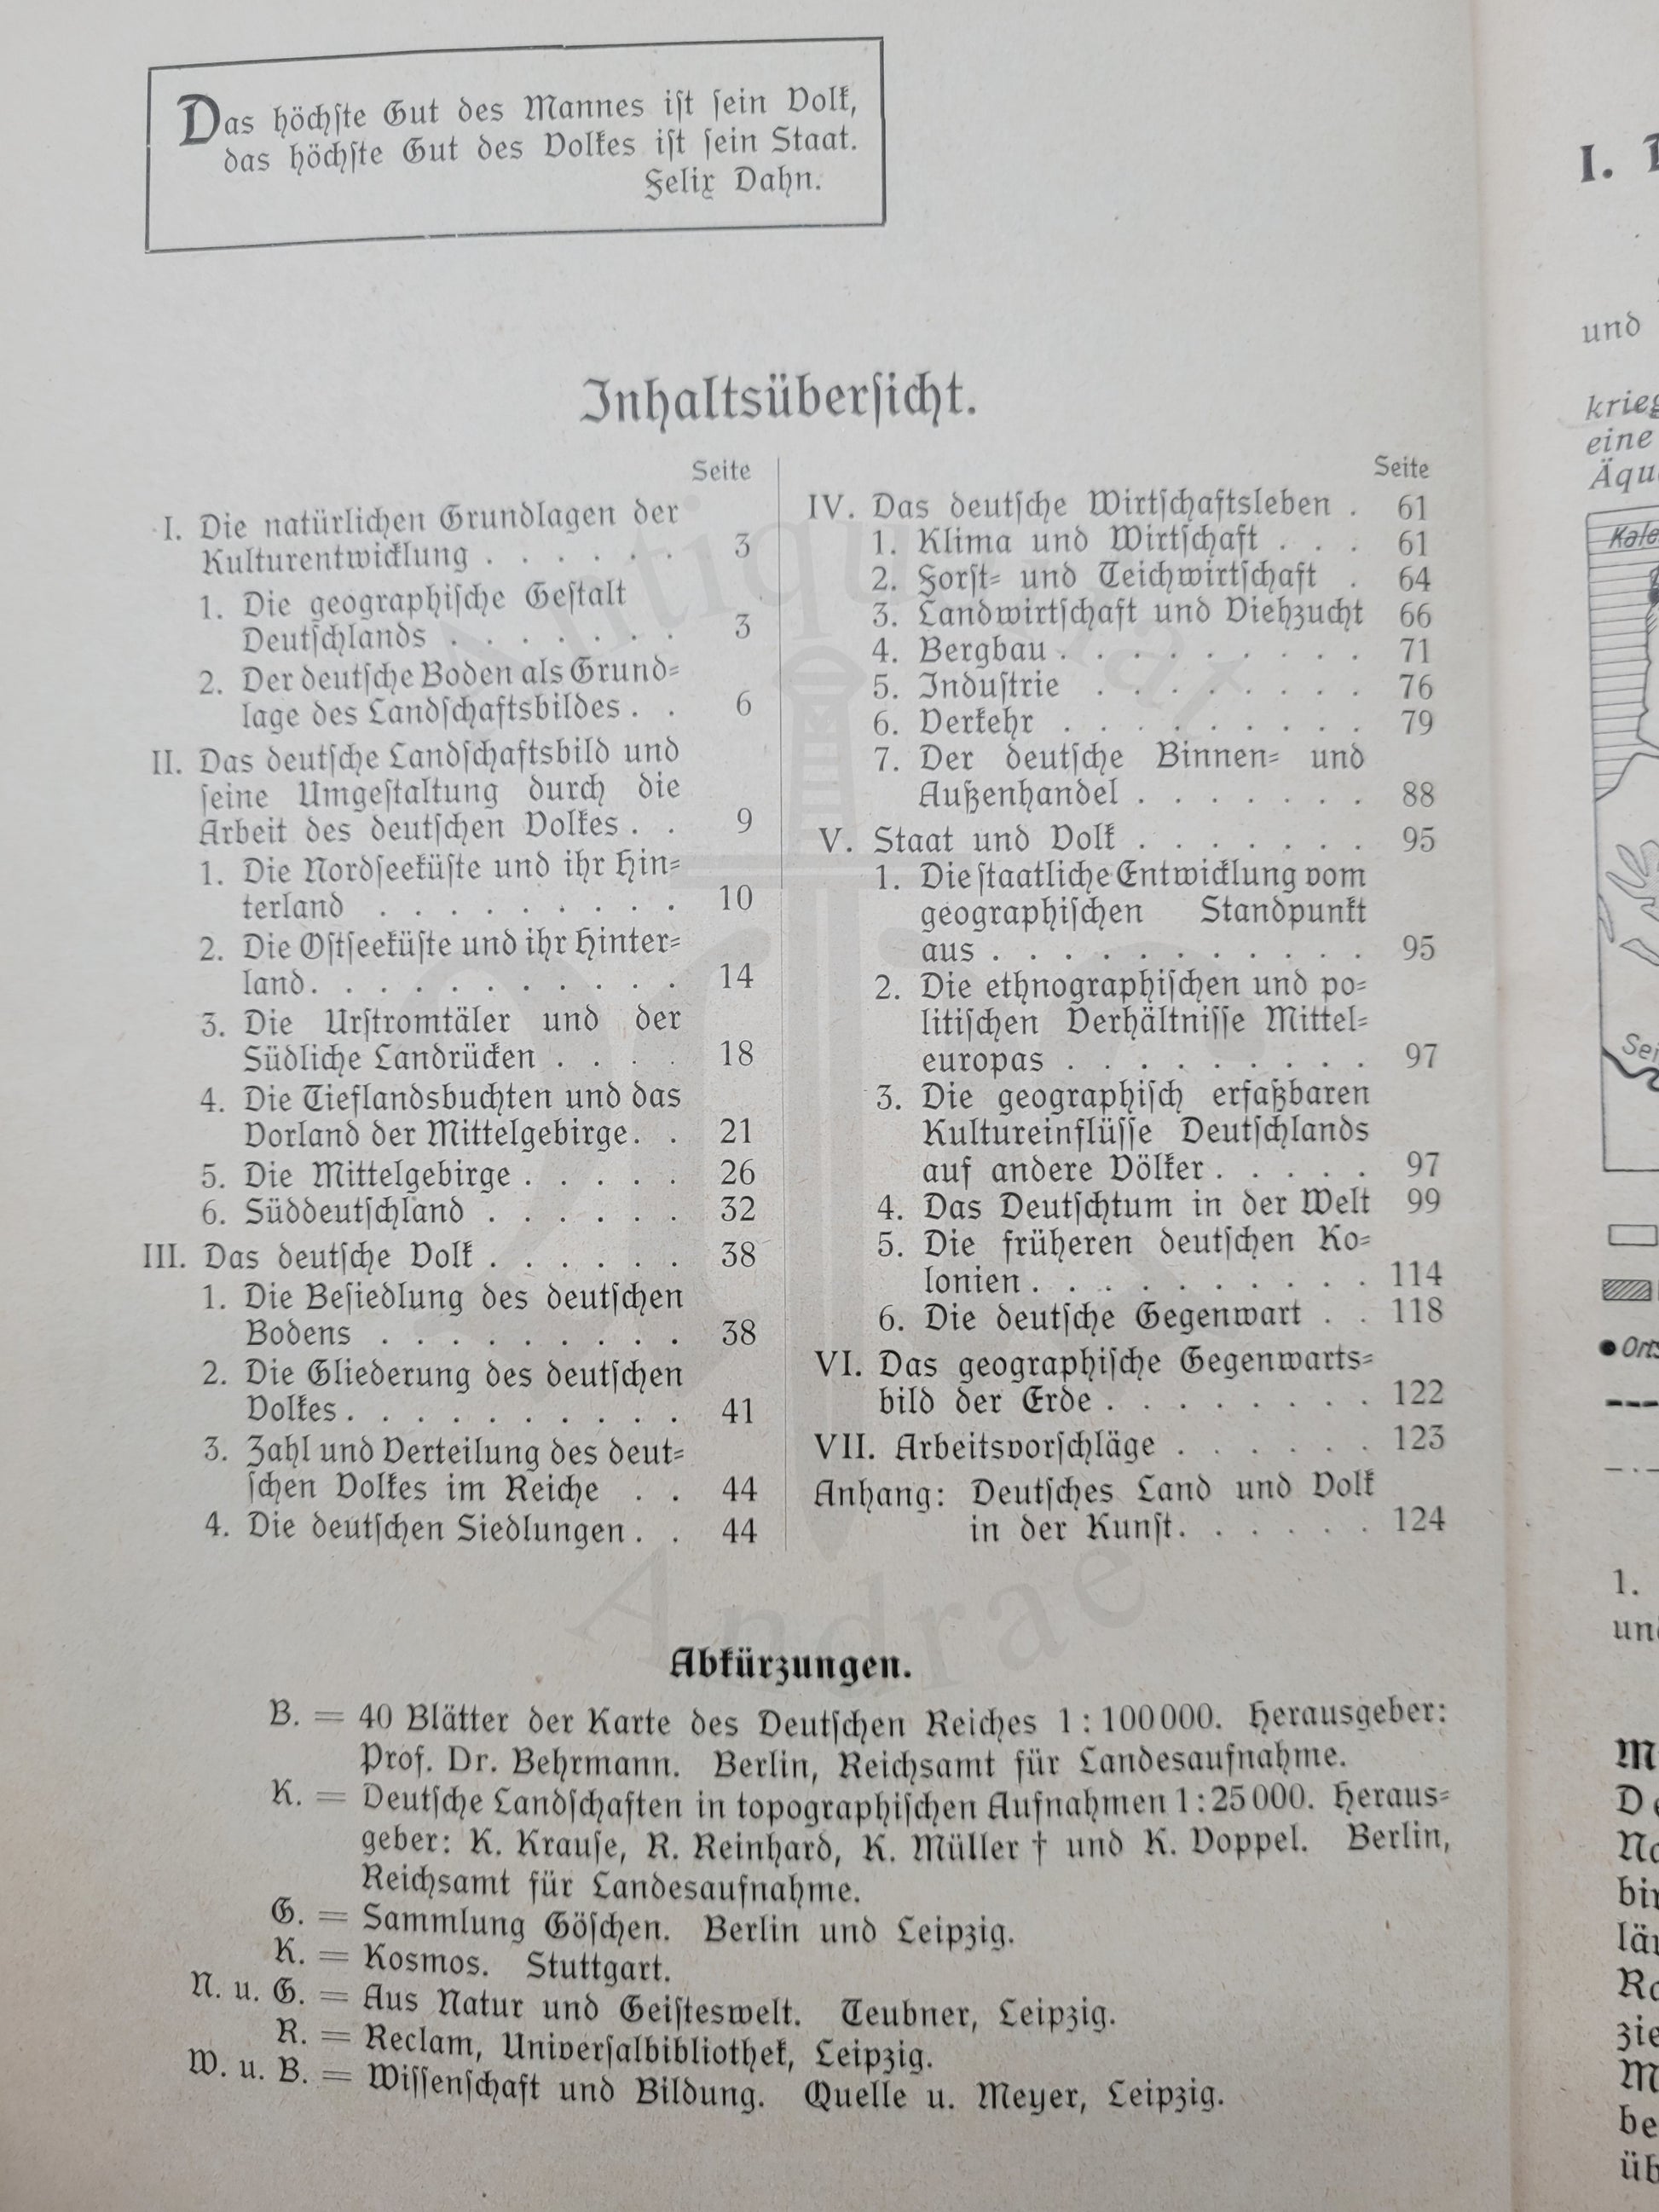 Das höchſte Gut des Mannes iſt ſein Volk,
das höchſte Gut des Volkes iſt ſein Staat.
Felix Dahn.
Inhaltsüberſicht.
Seite
I. Die natürlichen Grundlagen der
Kulturentwicklung . . . . . . 3
1. Die geographiſche Geſtalt
Deutſchlands . . . . . . . 3
2. Der deutſche Boden als Grund-
lage des Landſchaftsbildes . . 6
II. Das deutſche Landſchaftsbild und
ſeine Umgeſtaltung durch die
Arbeit des deutſchen Volkes . . 9
1. Die Nordſeeküſte und ihr Hin-
terland . . . . . . . . . 10
2. Die Oſtſeeküſte und ihr Hinter-
land . . . . . . . . . . 14
3. Die Urſtromtäler und der
Südliche Landrücken . . . . 18
4. Die Tieflandsbuchten und das
Vorland der Mittelgebirge . . 21
5. Die Mittelgebirge . . . . . 26
6. Süddeutſchland . . . . . . 32
III. Das deutſche Volk . . . . . . 38
1. Die Beſiedlung des deutſchen
Bodens . . . . . . . . . 38
2. Die Gliederung des deutſchen
Volkes . . . . . . . . . . 41
3. Zahl und Verteilung des deut-
ſchen Volkes im Reiche . . 44
4. Die deutſchen Siedlungen . . 44
Seite
IV. Das deutſche Wirtſchaftsleben . 61
1. Klima und Wirtſchaft . . . 61
2. Forſt- und Teichwirtſchaft . 64
3. Landwirtſchaft und Viehzucht 66
4. Bergbau . . . . . . . . . 71
5. Induſtrie . . . . . . . . 76
6. Verkehr . . . . . . . . . 79
7. Der deutſche Binnen- und
Außenhandel . . . . . . . 88
V. Staat und Volk . . . . . . . 95
1. Die ſtaatliche Entwicklung vom
geographiſchen Standpunkt
aus . . . . . . . . . . . 95
2. Die ethnographiſchen und po-
litiſchen Verhältniſſe Mittel-
europas . . . . . . . . . 97
3. Die geographiſch erfaßbaren
Kultureinflüſſe Deutſchlands
auf andere Völker . . . . . 97
4. Das Deutſchtum in der Welt 99
5. Die früheren deutſchen Ko-
lonien . . . . . . . . . . 114
6. Die deutſche Gegenwart . . 118
VI. Das geographiſche Gegenwarts-
bild der Erde . . . . . . . . 122
VII. Arbeitsvorſchläge . . . . . . 123
Anhang: Deutſches Land und Volk
in der Kunſt. . . . . . 124
Abkürzungen.
B. = 40 Blätter der Karte des Deutſchen Reiches 1 : 100 000. Herausgeber:
Prof. Dr. Behrmann. Berlin, Reichsamt für Landesaufnahme.
K. = Deutſche Landſchaften in topographiſchen Aufnahmen 1 : 25 000. Heraus-
geber: K. Krauſe, R. Reinhard, K. Müller † und K. Voppel. Berlin,
Reichsamt für Landesaufnahme.
G. = Sammlung Göſchen. Berlin und Leipzig.
K. = Kosmos. Stuttgart.
N. u. G. = Aus Natur und Geiſteswelt. Teubner, Leipzig.
R. = Reclam, Univerſalbibliothek, Leipzig.
W. u. B. = Wiſſenſchaft und Bildung. Quelle u. Meyer, Leipzig.
Antiquariat
Andrae
I.
und
eine
1.